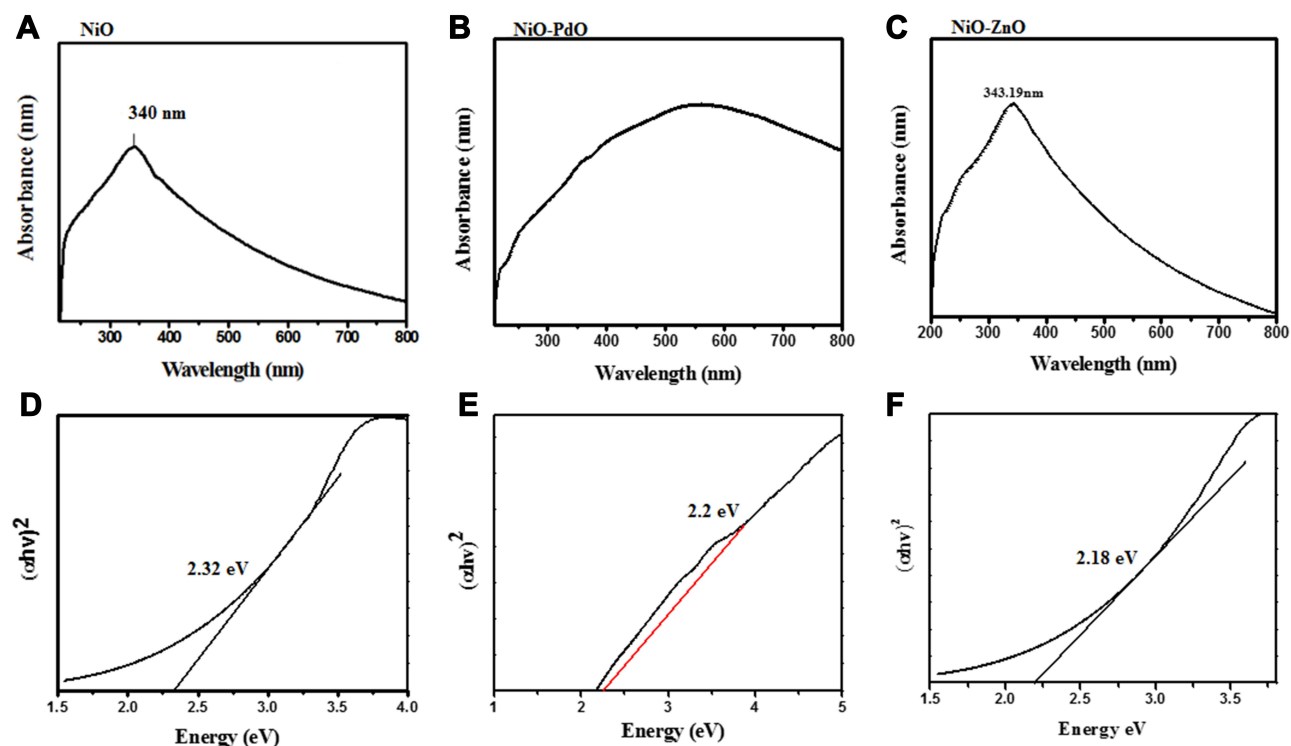 A
NiO
340 nm
Absorbance (nm)
300 400 500 600 700 800
Wavelength (nm)
B
NiO-PdO
Absorbance (nm)
300 400 500 600 700 800
Wavelength (nm)
C
NiO-ZnO
343.19nm
Absorbance (nm)
200 300 400 500 600 700 800
Wavelength (nm)
D
2.32 eV
(αhν)²
1.5 2.0 2.5 3.0 3.5 4.0
Energy (eV)
E
2.2 eV
(αhν)²
1 2 3 4 5
Energy (eV)
F
2.18 eV
(αhν)²
1.5 2.0 2.5 3.0 3.5
Energy eV